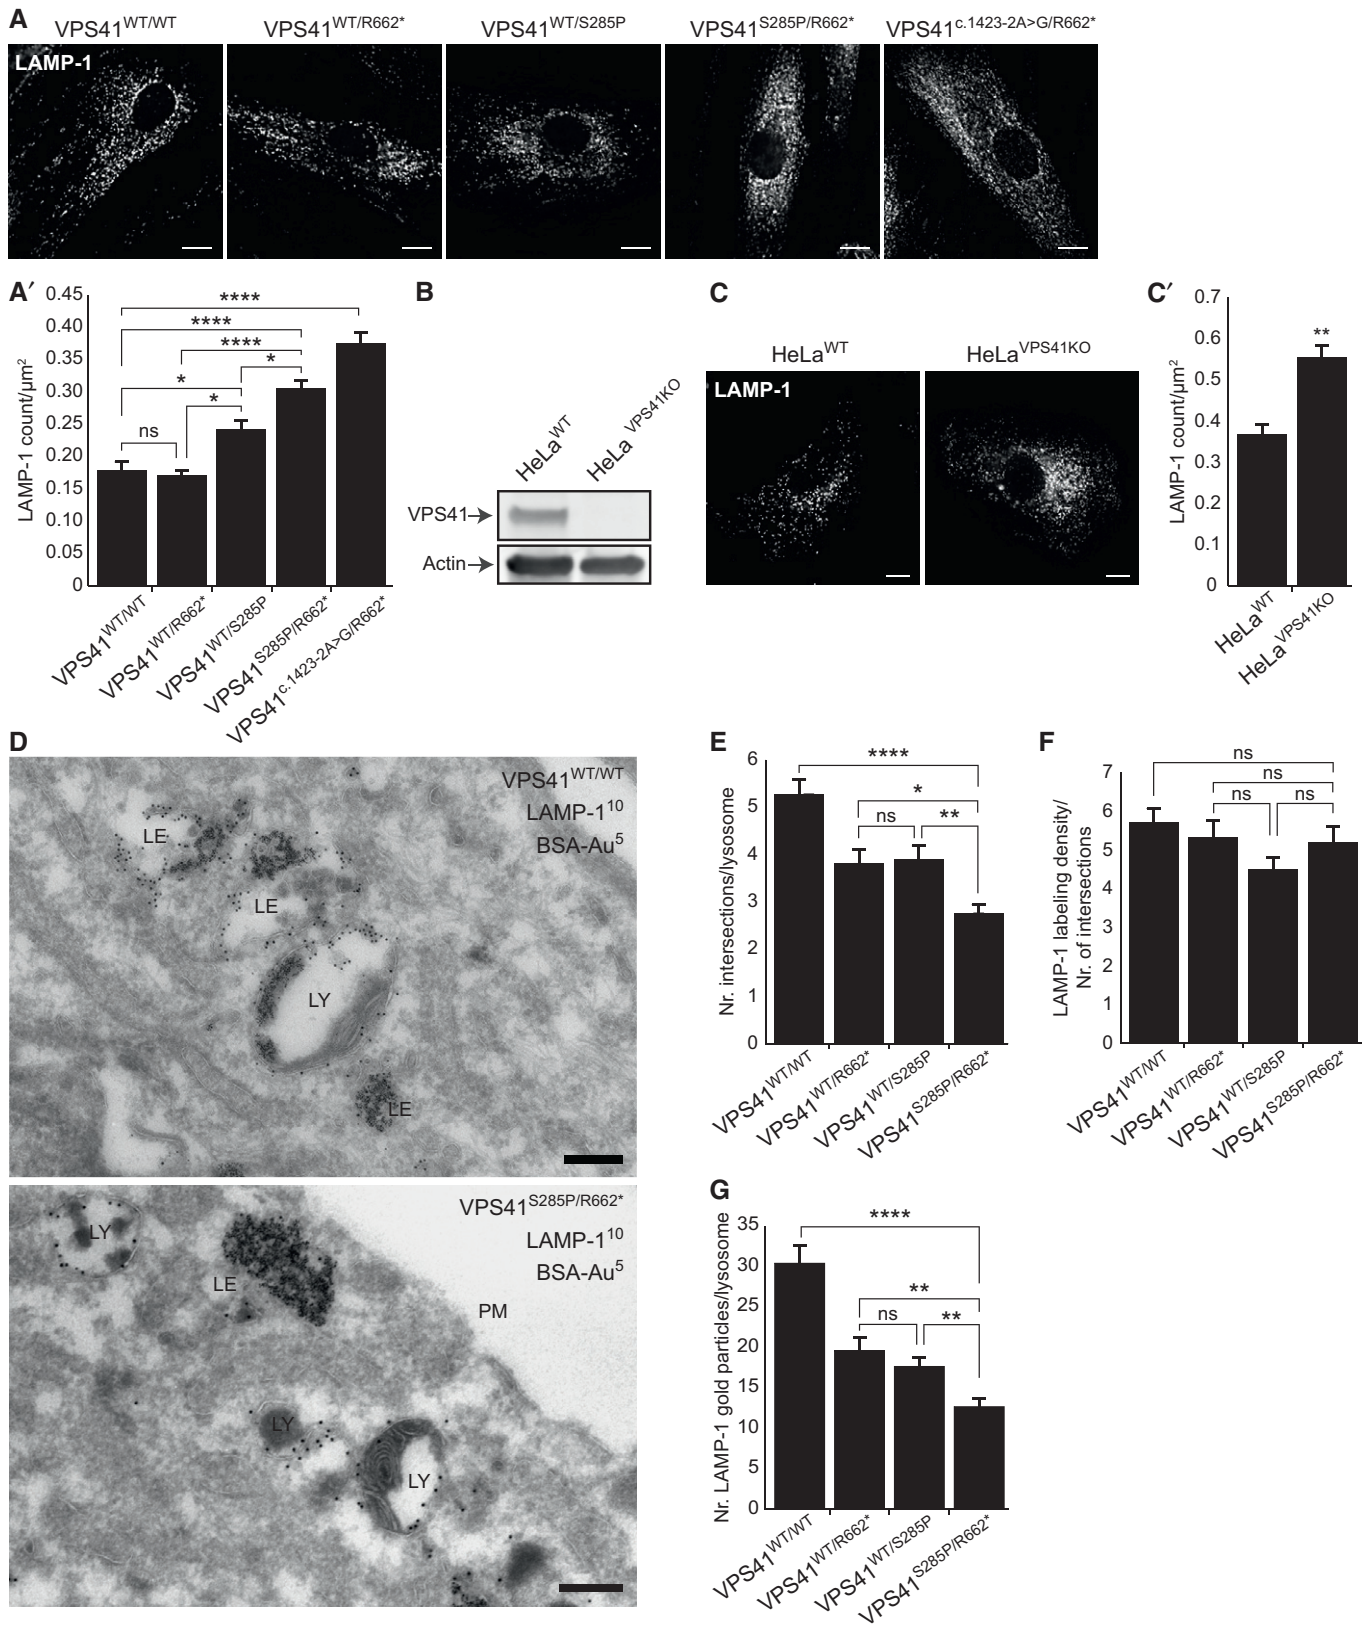 A
VPS41WT/WT VPS41WT/R662* VPS41WT/S285P VPS41S285P/R662* VPS41c.1423-2A>G/R662*
LAMP-1
A′
LAMP-1 count/µm²
0.45
0.40
0.35
0.30
0.25
0.20
0.15
0.10
0.05
0
****
****
****
*
*
*
ns
VPS41WT/WT
VPS41WT/R662*
VPS41WT/S285P
VPS41S285P/R662*
VPS41c.1423-2A>G/R662*
B
HeLaWT
HeLaVPS41KO
VPS41
Actin
C
HeLaWT HeLaVPS41KO
LAMP-1
C′
LAMP-1 count/µm²
0.7
0.6
0.5
0.4
0.3
0.2
0.1
0
**
HeLaWT
HeLaVPS41KO
D
VPS41WT/WT
LAMP-1¹⁰
BSA-Au⁵
LE
LE
LY
LE
VPS41S285P/R662*
LAMP-1¹⁰
BSA-Au⁵
LY
LE
PM
LY
LY
E
Nr. intersections/lysosome
6
5
4
3
2
1
0
****
*
ns **
VPS41WT/WT
VPS41WT/R662*
VPS41WT/S285P
VPS41S285P/R662*
F
LAMP-1 labeling density/
Nr. of intersections
7
6
5
4
3
2
1
0
ns
ns
ns ns
VPS41WT/WT
VPS41WT/R662*
VPS41WT/S285P
VPS41S285P/R662*
G
Nr. LAMP-1 gold particles/lysosome
35
30
25
20
15
10
5
0
****
**
ns **
VPS41WT/WT
VPS41WT/R662*
VPS41WT/S285P
VPS41S285P/R662*